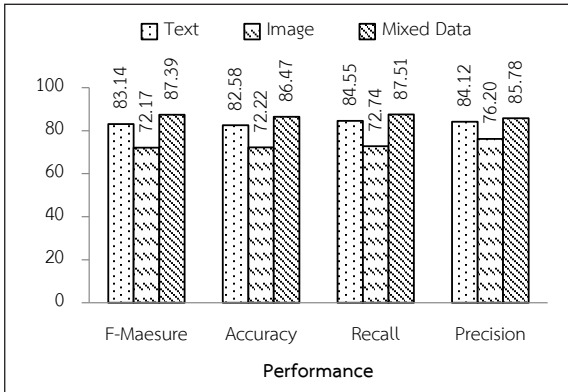 Text Image Mixed Data
83.14 72.17 87.39 82.58 72.22 86.47 84.55 72.74 87.51 84.12 76.20 85.78
100
80
60
40
20
0
F-Maesure Accuracy Recall Precision
Performance